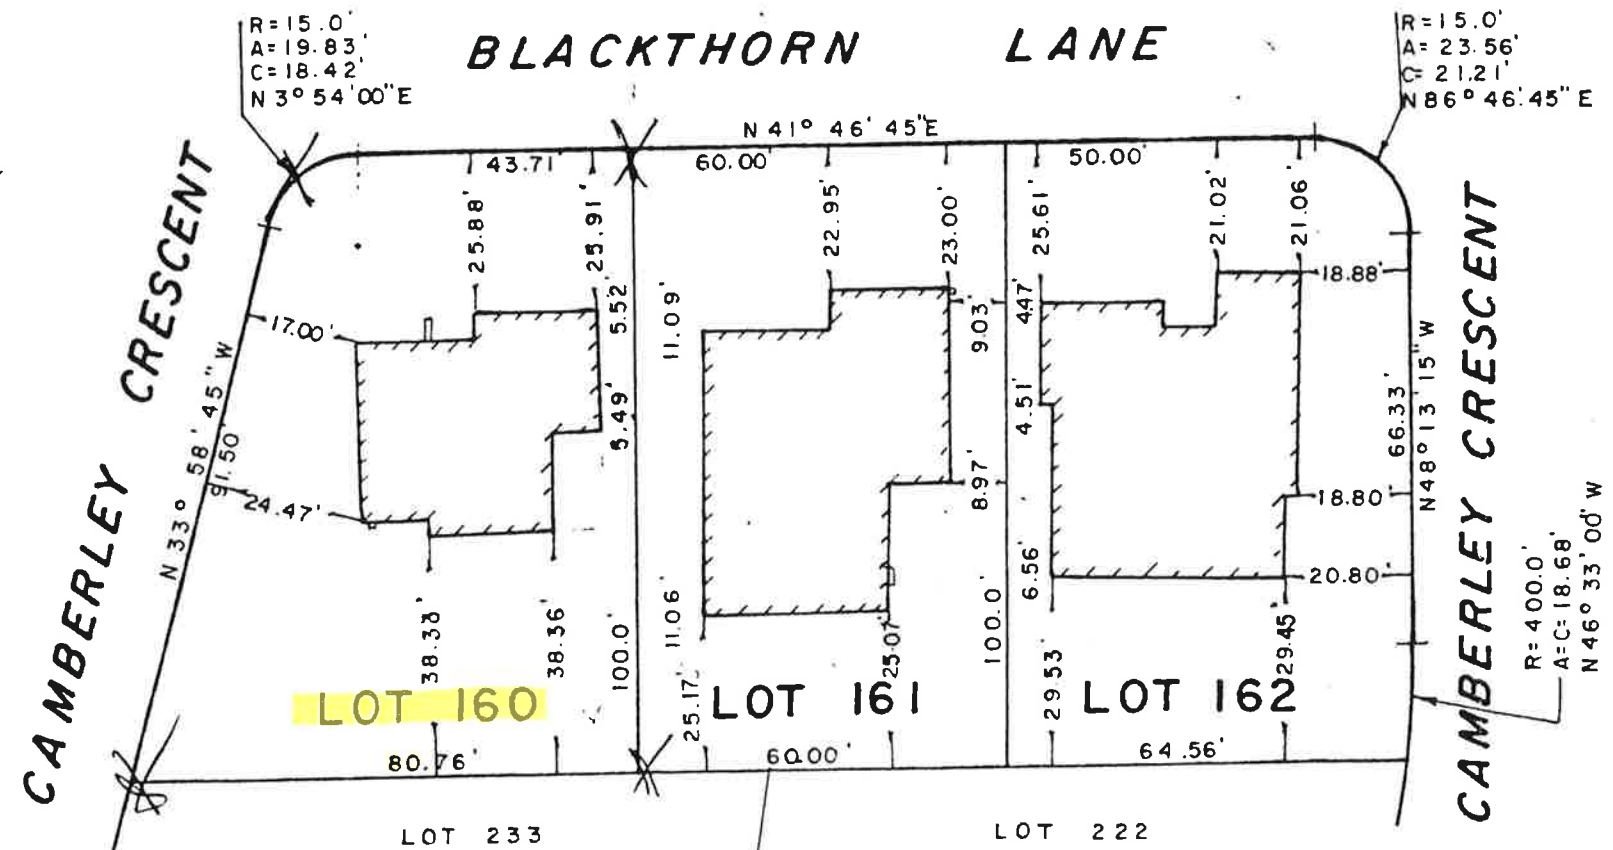 R=15.0'
A=19.83'
C=18.42'
N 3° 54' 00" E
BLACKTHORN LANE
R=15.0'
A= 23.56'
C= 21.21'
N 86° 46' 45" E
N 41° 46' 45"E
43.71'
60.00'
50.00'
CAMBERLEY CRESCENT
N 33° 58' 45" W
91.50'
25.88'
25.91'
5.52'
11.09'
22.95'
23.00'
9.03'
25.61'
4.47'
21.02'
21.06'
18.88'
17.00'
24.47'
5.49'
4.51'
8.97'
18.80'
66.33'
N48° 13' 15" W
CAMBERLEY CRESCENT
38.33'
38.36'
100.0'
11.06'
25.17'
25.07'
100.0'
6.56'
29.53'
29.45'
20.80'
R= 400.0'
A=C=18.68'
N 46° 33' 00" W
LOT 160
LOT 161
LOT 162
80.76'
60.00'
64.56'
LOT 233
LOT 222